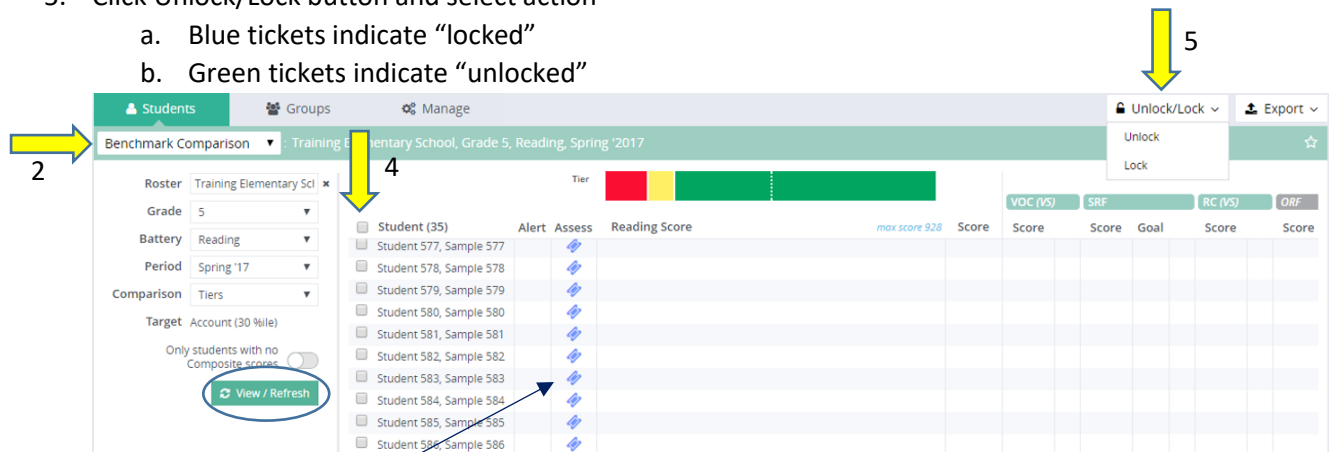 Click Unlock/Lock button and select action
a. Blue tickets indicate “locked”
b. Green tickets indicate “unlocked”
5
Students Groups Manage Unlock/Lock Export
2
Benchmark Comparison : Training Elementary School, Grade 5, Reading, Spring '2017
Unlock
Lock
4
Roster Training Elementary Scl ×
Tier
Grade 5
VOC (VS) SRF RC (VS) ORF
Student (35) Alert Assess Reading Score max score 928 Score Score Score Goal Score Score
Battery Reading
Student 577, Sample 577
Period Spring '17
Student 578, Sample 578
Comparison Tiers
Student 579, Sample 579
Target Account (30 %ile)
Student 580, Sample 580
Student 581, Sample 581
Only students with no
Composite scores
Student 582, Sample 582
View / Refresh
Student 583, Sample 583
Student 584, Sample 584
Student 585, Sample 585
Student 586, Sample 586